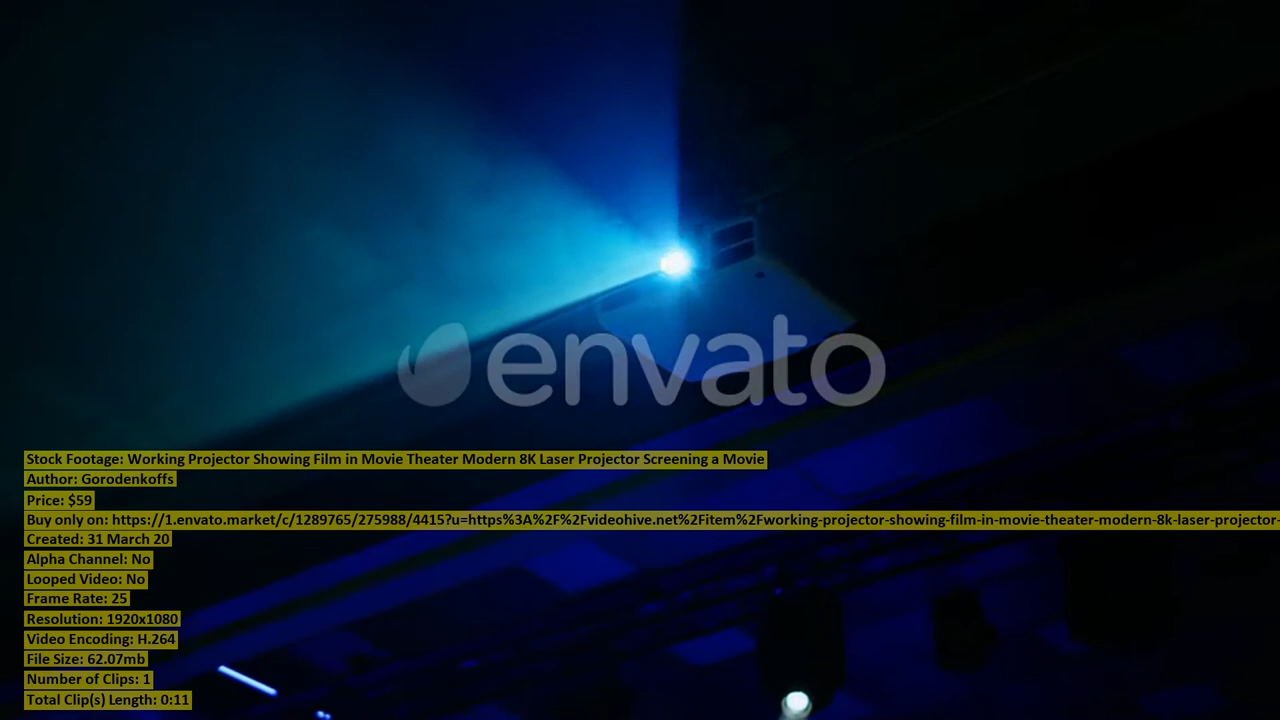 envato
Stock Footage: Working Projector Showing Film in Movie Theater Modern 8K Laser Projector Screening a Movie
Author: Gorodenkoffs
Price: $59
Buy only on: https://1.envato.market/c/1289765/275988/4415?u=https%3A%2F%2Fvideohive.net%2Fitem%2Fworking-projector-showing-film-in-movie-theater-modern-8k-laser-projector-
Created: 31 March 20
Alpha Channel: No
Looped Video: No
Frame Rate: 25
Resolution: 1920x1080
Video Encoding: H.264
File Size: 62.07mb
Number of Clips: 1
Total Clip(s) Length: 0:11